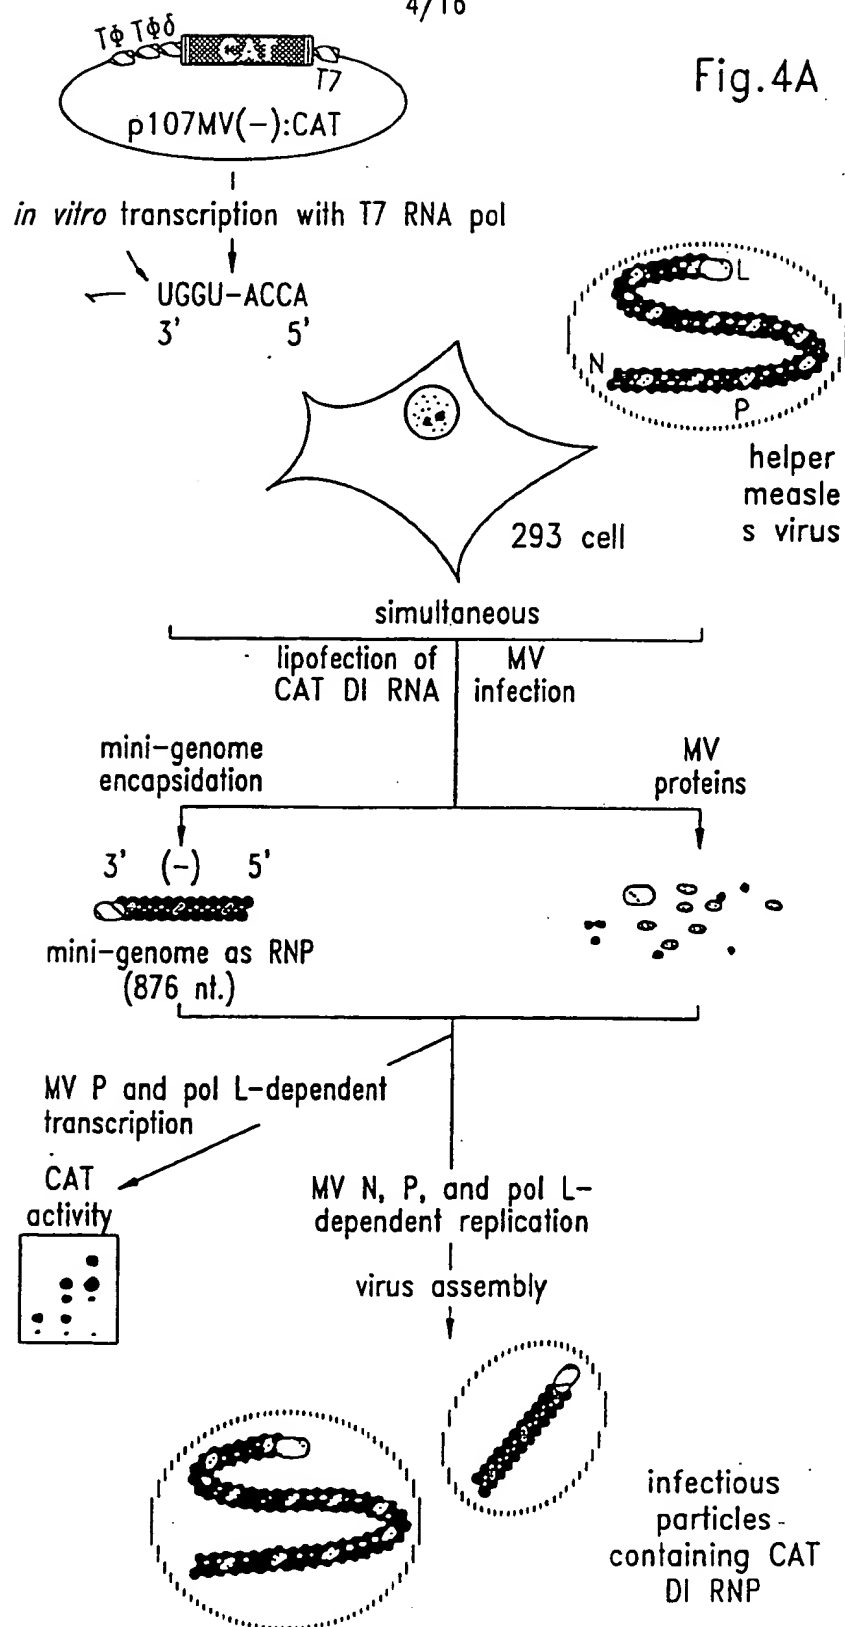 4/16
Fig.4A
TΦ TΦδ
CAT
T7
p107MV(-):CAT
in vitro transcription with T7 RNA pol
UGGU-ACCA
3' 5'
L
N
P
helper
measle
s virus
293 cell
simultaneous
lipofection of
CAT DI RNA
MV
infection
mini-genome
encapsidation
MV
proteins
3' (-) 5'
mini-genome as RNP
(876 nt.)
MV P and pol L-dependent
transcription
CAT
activity
MV N, P, and pol L-
dependent replication
virus assembly
infectious
particles
containing CAT
DI RNP